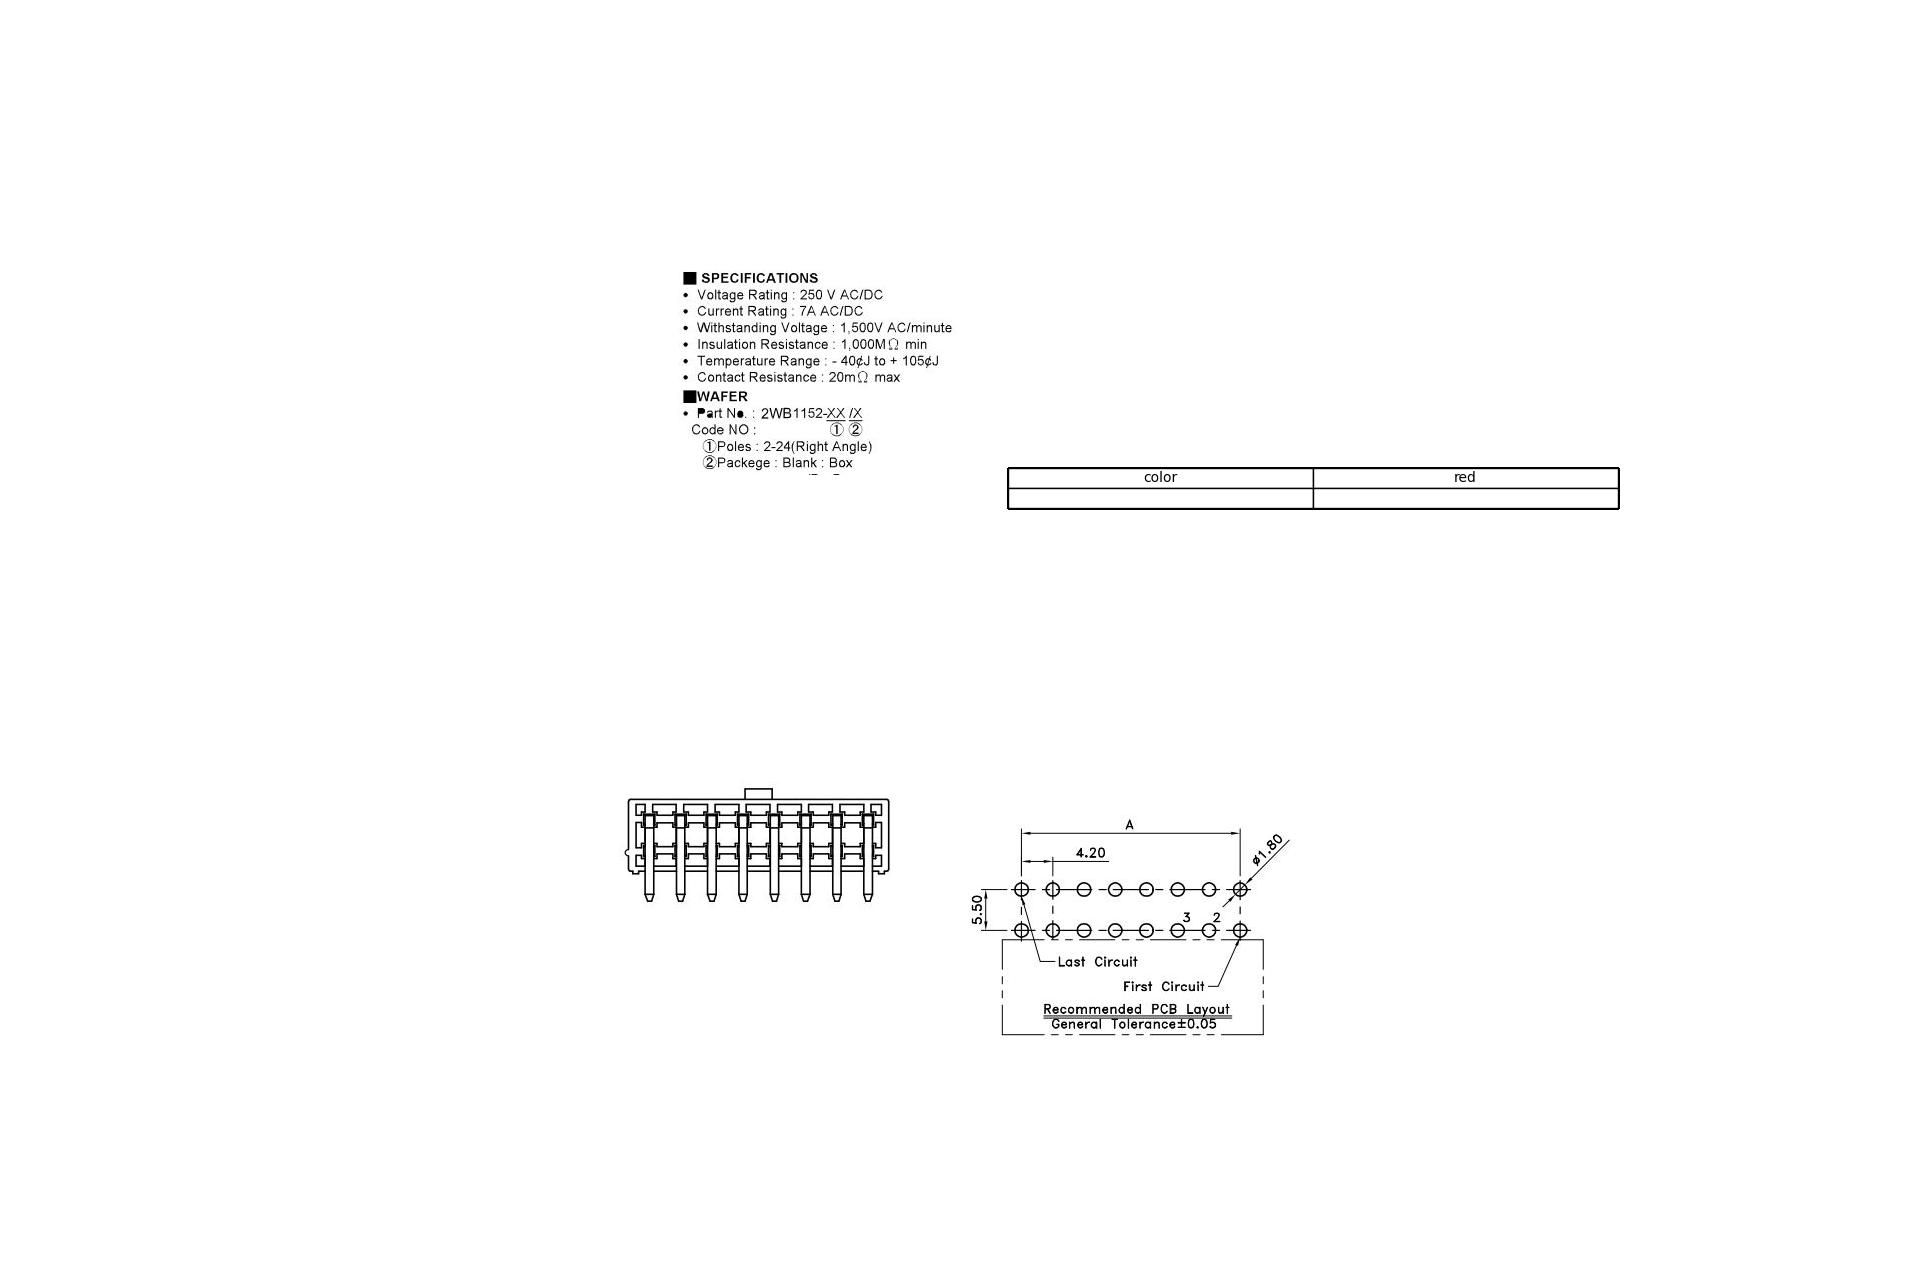 ■ SPECIFICATIONS
• Voltage Rating : 250 V AC/DC
• Current Rating : 7A AC/DC
• Withstanding Voltage : 1,500V AC/minute
• Insulation Resistance : 1,000MΩ min
• Temperature Range : - 40¢J to + 105¢J
• Contact Resistance : 20mΩ max
■WAFER
• Part No. : 2WB1152-XX /X
Code NO : ① ②
①Poles : 2-24(Right Angle)
②Packege : Blank : Box
color red
A
4.20
ø1.80
5.50
3 2
Last Circuit
First Circuit
Recommended PCB Layout
General Tolerance±0.05